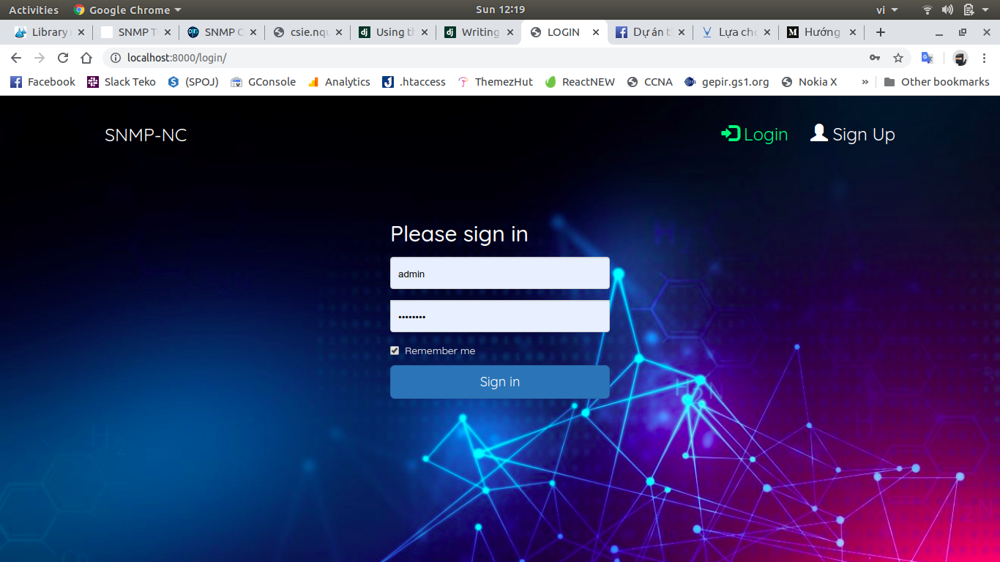 Activities Google Chrome Sun 12:19 vi
Library SNMP T SNMP C csie.nqu Using th Writing LOGIN Dự án t Lựa chọ Hướng
localhost:8000/login/
Facebook Slack Teko (SPOJ) GConsole Analytics .htaccess ThemezHut ReactNEW CCNA gepir.gs1.org Nokia X » Other bookmarks
SNMP-NC Login Sign Up
Please sign in
admin
••••••••
Remember me
Sign in